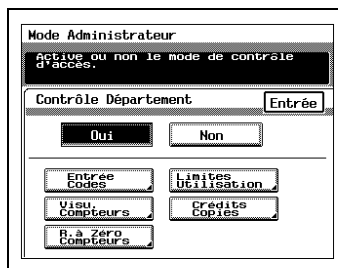 Mode Administrateur
Active ou non le mode de contrôle
d'accès.
Contrôle Département
Entrée
Oui
Non
Entrée
Codes
Limites
Utilisation
Visu.
Compteurs
Crédits
Copies
R.à Zéro
Compteurs